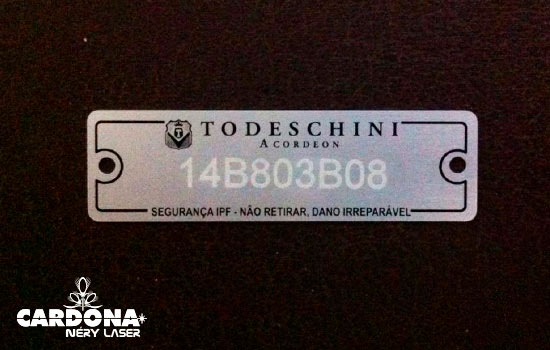 TODESCHINI
ACORDEON
14B803B08
SEGURANÇA IPF - NÃO RETIRAR, DANO IRREPARÁVEL
CARDONA
NÉRY LASER